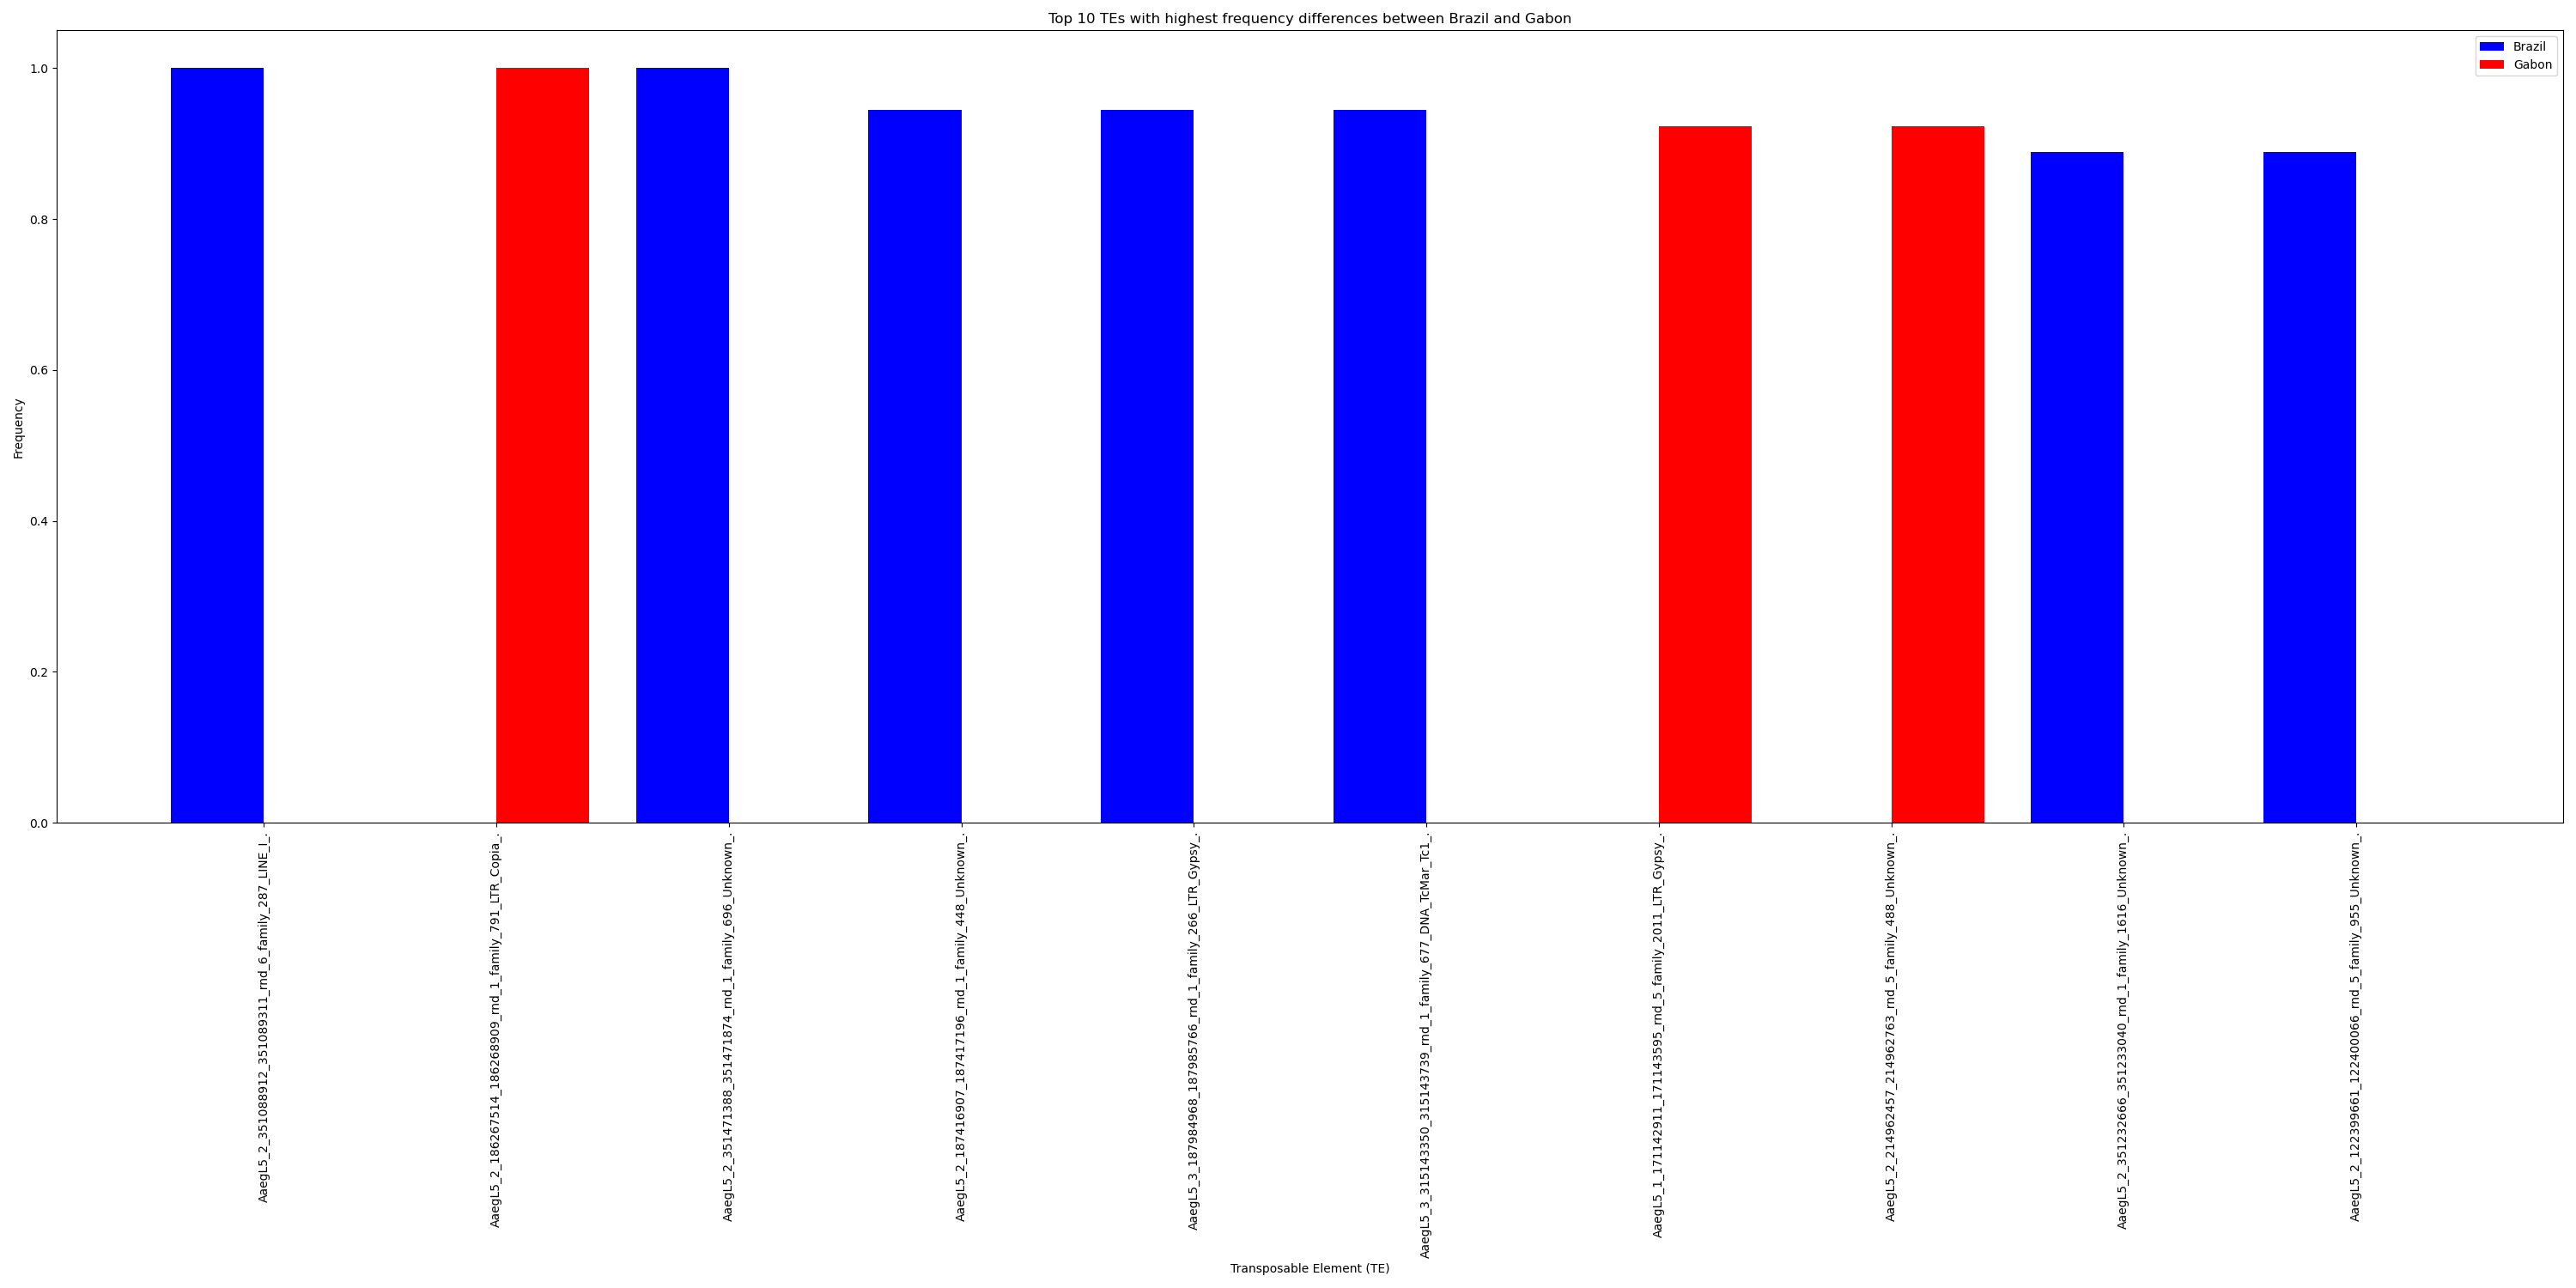 Top 10 TEs with highest frequency differences between Brazil and Gabon
Brazil
Gabon
1.0
0.8
0.6
0.4
0.2
0.0
Frequency
AaegL5_2_351088912_351089311_rnd_6_family_287_LINE_I_.
AaegL5_2_186267514_186268909_rnd_1_family_791_LTR_Copia_.
AaegL5_2_351471388_351471874_rnd_1_family_696_Unknown_.
AaegL5_2_187416907_187417196_rnd_1_family_448_Unknown_.
AaegL5_3_187984968_187985766_rnd_1_family_266_LTR_Gypsy_.
AaegL5_3_315143350_315143739_rnd_1_family_677_DNA_TcMar_Tc1_.
AaegL5_1_171142911_171143595_rnd_5_family_2011_LTR_Gypsy_.
AaegL5_2_214962457_214962763_rnd_5_family_488_Unknown_.
AaegL5_2_351232666_351233040_rnd_1_family_1616_Unknown_.
AaegL5_2_122399661_122400066_rnd_5_family_955_Unknown_.
Transposable Element (TE)